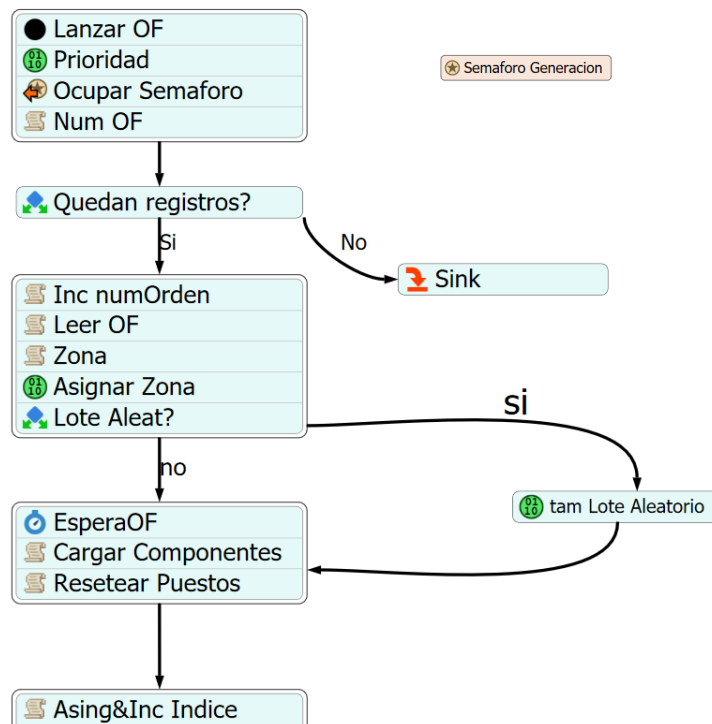 Lanzar OF
Prioridad
Semaforo Generacion
Ocupar Semaforo
Num OF
Quedan registros?
Si
No
Sink
Inc numOrden
Leer OF
Zona
Asignar Zona
Lote Aleat?
si
no
tam Lote Aleatorio
EsperaOF
Cargar Componentes
Resetear Puestos
Asing&Inc Indice